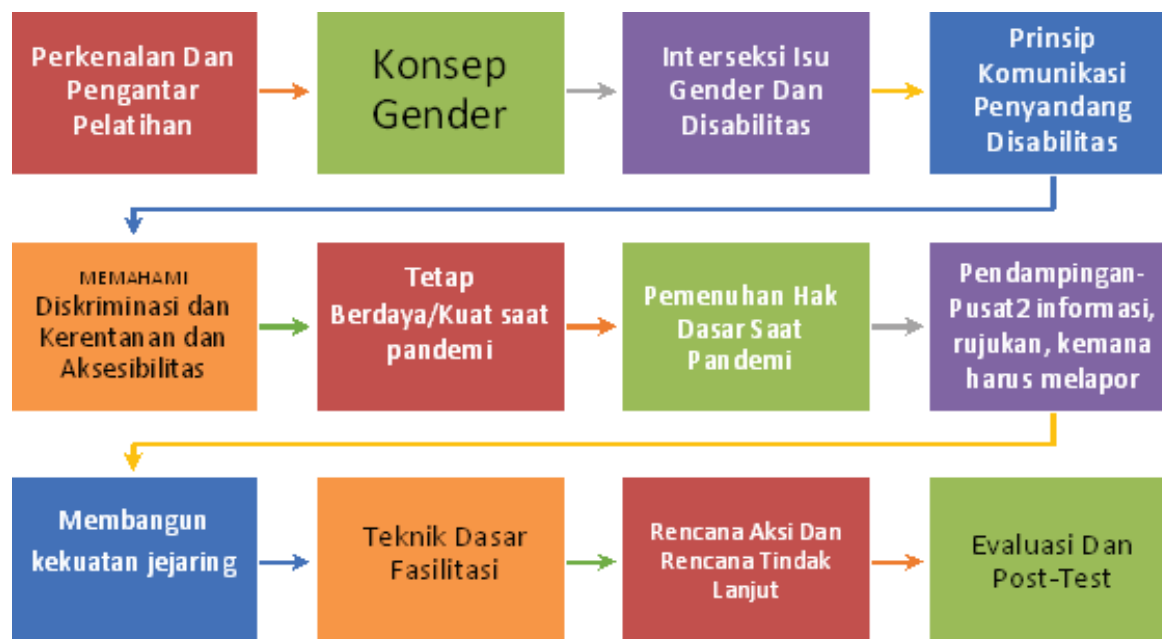 Perkenalan Dan
Pengantar
Pelatihan
Konsep
Gender
Interseksi Isu
Gender Dan
Disabilitas
Prinsip
Komunikasi
Penyandang
Disabilitas
MEMAHAMI
Diskriminasi dan
Kerentanan dan
Aksesibilitas
Tetap
Berdaya/Kuat saat
pandemi
Pemenuhan Hak
Dasar Saat
Pandemi
Pendampingan-
Pusat2 informasi,
rujukan, kemana
harus melapor
Membangun
kekuatan jejaring
Teknik Dasar
Fasilitasi
Rencana Aksi Dan
Rencana Tindak
Lanjut
Evaluasi Dan
Post-Test